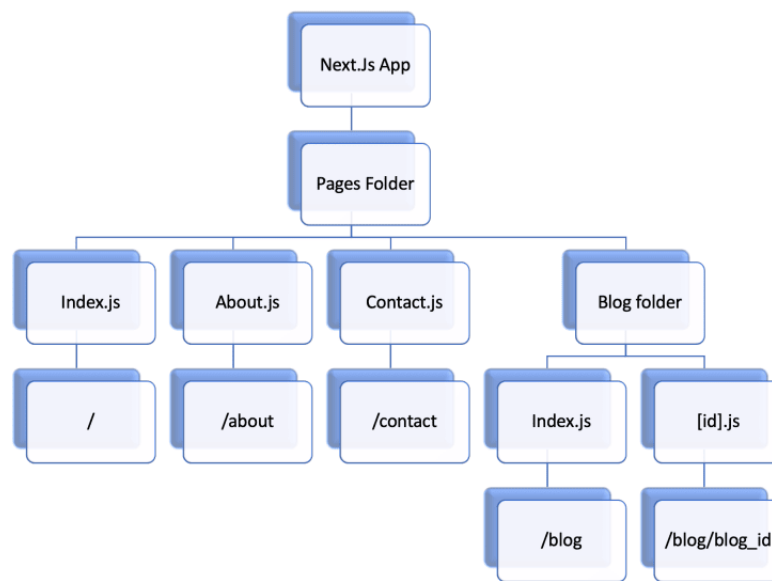 Next.Js App
Pages Folder
Index.js
About.js
Contact.js
Blog folder
/
/about
/contact
Index.js
[id].js
/blog
/blog/blog_id